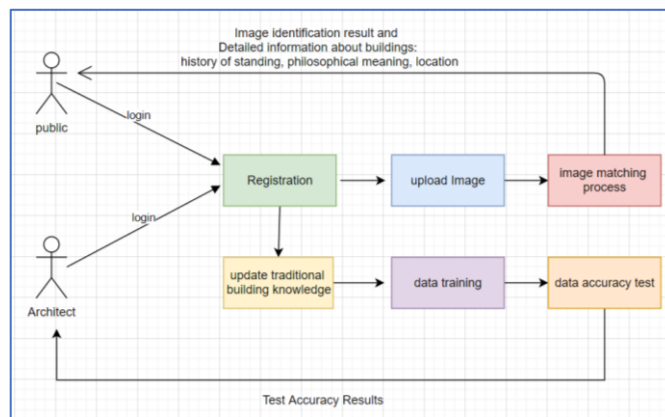 Image identification result and
Detailed information about buildings:
history of standing, philosophical meaning, location
public
login
Registration
upload Image
image matching
process
login
Architect
update traditional
building knowledge
data training
data accuracy test
Test Accuracy Results